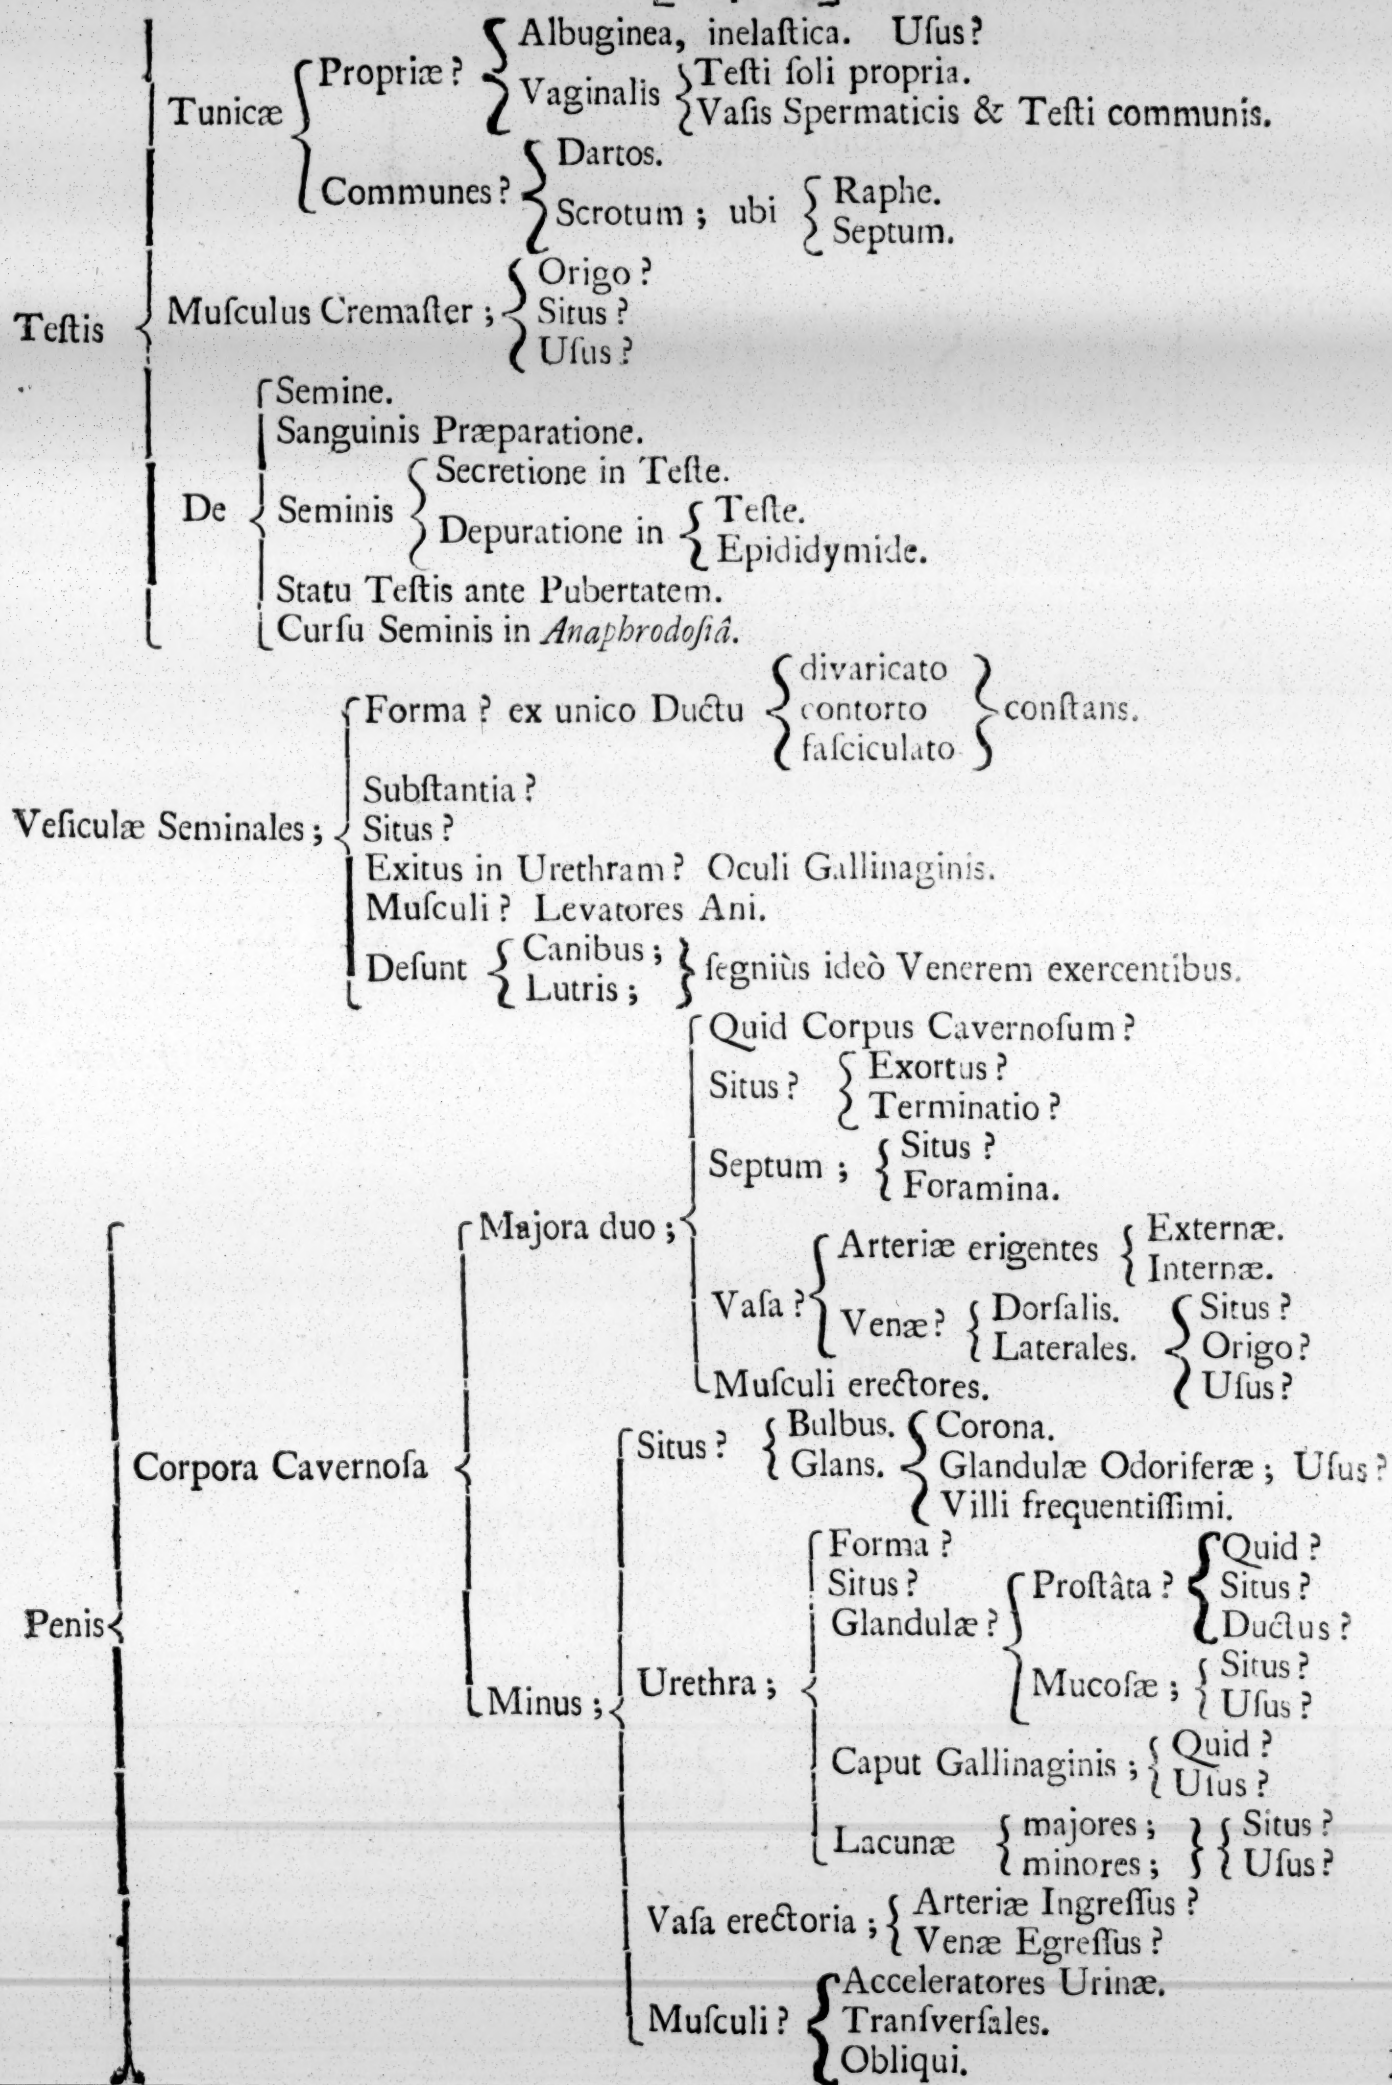 Albuginea, inelaſtica. Uſus?
Propriæ?
Teſti ſoli propria.
Vaginalis
Tunicæ
Vaſis Spermaticis & Teſti communis.
Dartos.
Communes?
Raphe.
Scrotum; ubi
Septum.
Origo?
Teſtis
Muſculus Cremaſter;
Situs?
Uſus?
Semine.
Sanguinis Præparatione.
Secretione in Teſte.
De
Seminis
Teſte.
Depuratione in
Epididymide.
Statu Teſtis ante Pubertatem.
Curſu Seminis in Anaphrodoſiâ.
divaricato
Forma? ex unico Ductu
contorto
conſtans.
faſciculato
Subſtantia?
Veſiculæ Seminales;
Situs?
Exitus in Urethram? Oculi Gallinaginis.
Muſculi? Levatores Ani.
Canibus;
Deſunt
ſegniùs ideò Venerem exercentibus.
Lutris;
Quid Corpus Cavernoſum?
Exortus?
Situs?
Terminatio?
Situs?
Septum;
Foramina.
Majora duo;
Externæ.
Arteriæ erigentes
Internæ.
Vaſa?
Dorſalis.
Situs?
Venæ?
Laterales.
Origo?
Muſculi erectores.
Uſus?
Bulbus.
Corona.
Situs?
Corpora Cavernoſa
Glans.
Glandulæ Odoriferæ; Uſus?
Villi frequentiſſimi.
Forma?
Quid?
Situs?
Proſtâta?
Situs?
Penis
Glandulæ?
Ductus?
Situs?
Minus;
Urethra;
Mucoſæ;
Uſus?
Quid?
Caput Gallinaginis;
Uſus?
majores;
Situs?
Lacunæ
minores;
Uſus?
Arteriæ Ingreſſus?
Vaſa erectoria;
Venæ Egreſſus?
Acceleratores Urinæ.
Muſculi?
Tranſverſales.
Obliqui.